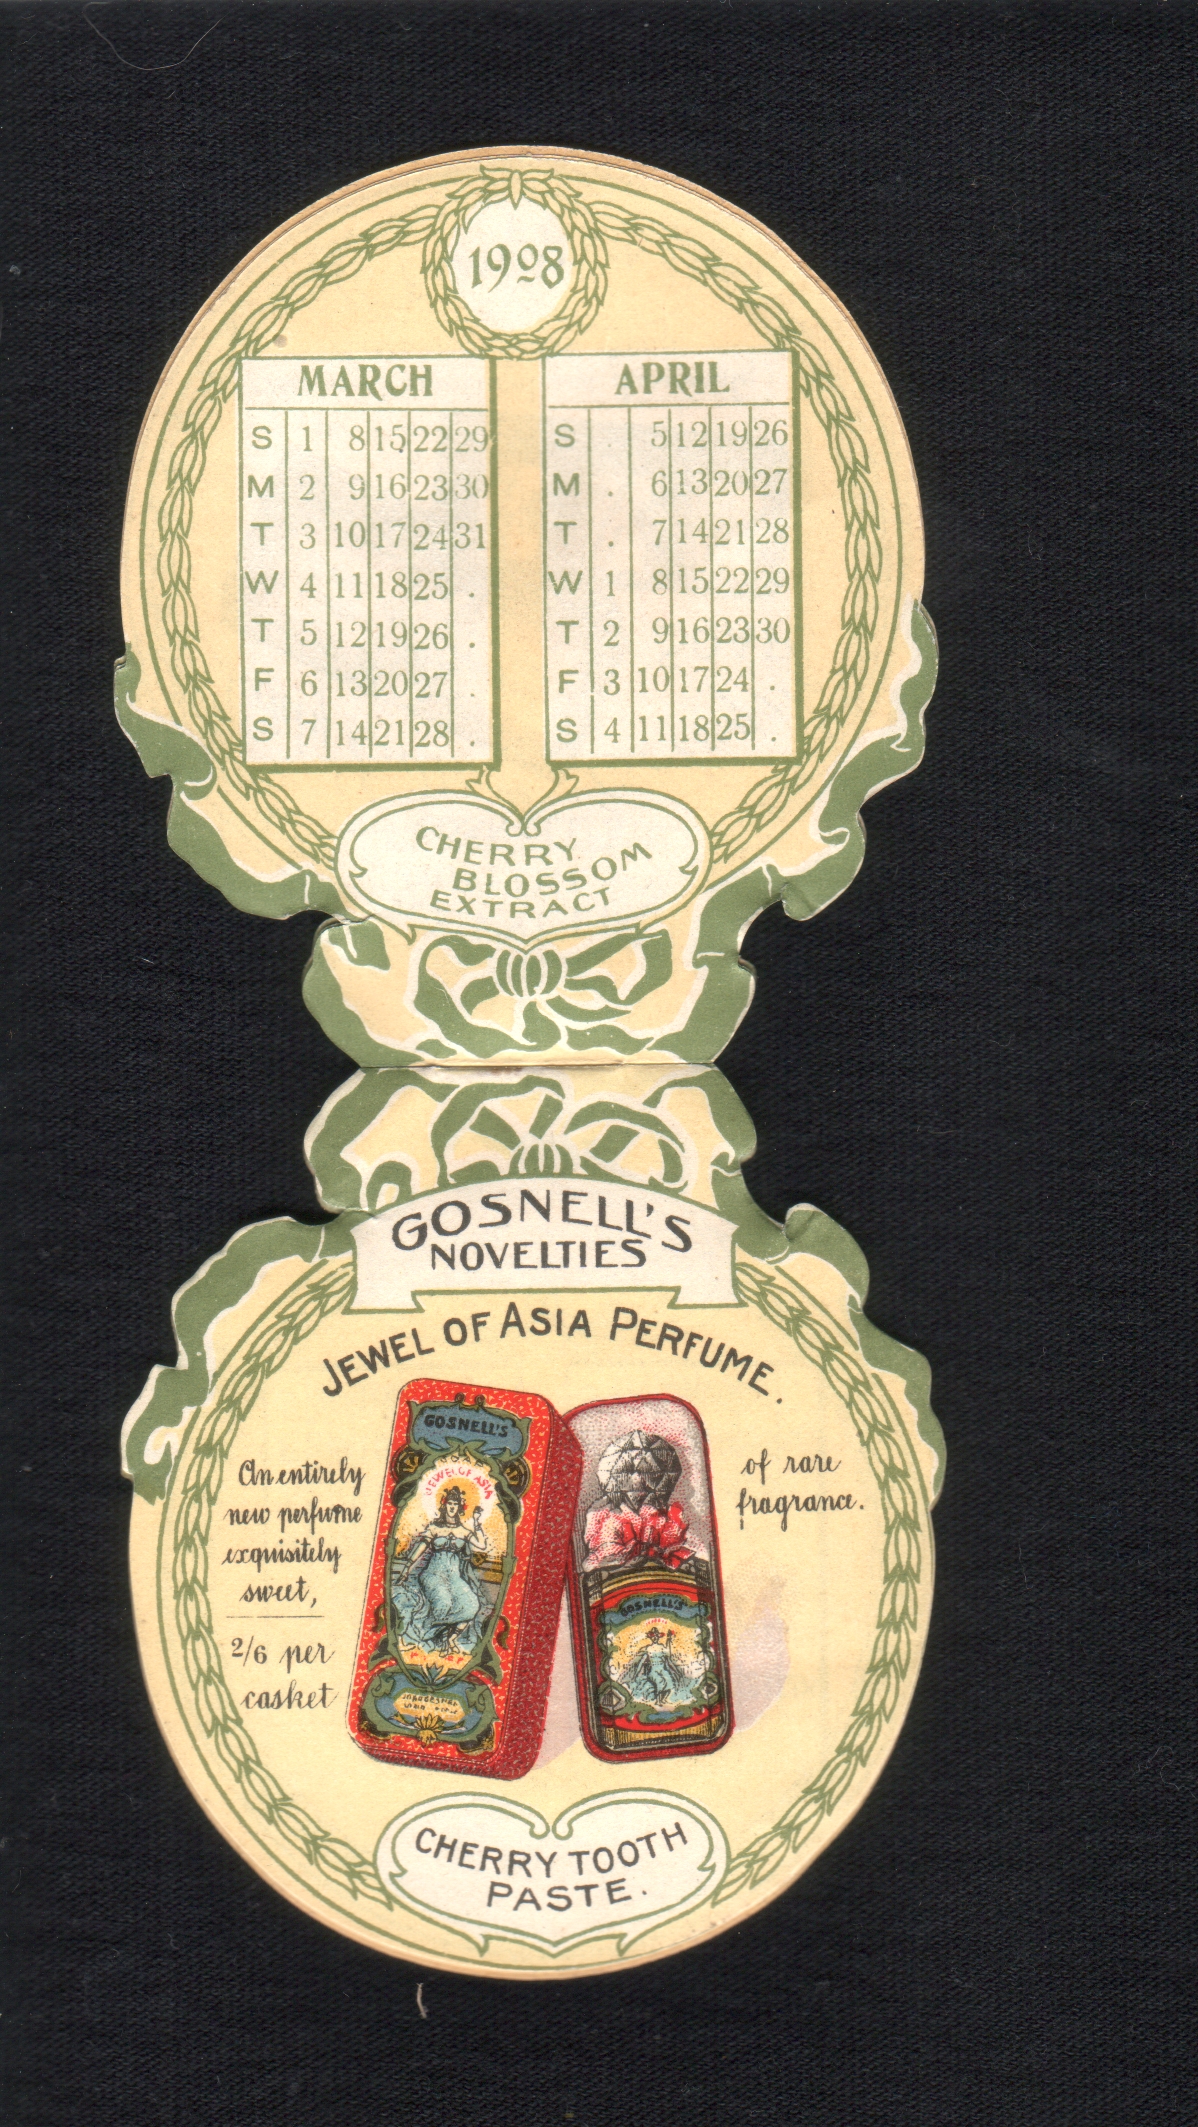 1908
MARCH
S 1 8 15 22 29
M 2 9 16 23 30
T 3 10 17 24 31
W 4 11 18 25 .
T 5 12 19 26 .
F 6 13 20 27 .
S 7 14 21 28 .
APRIL
S . 5 12 19 26
M . 6 13 20 27
T . 7 14 21 28
W 1 8 15 22 29
T 2 9 16 23 30
F 3 10 17 24 .
S 4 11 18 25 .
CHERRY
BLOSSOM
EXTRACT
GOSNELL'S
NOVELTIES
JEWEL OF ASIA PERFUME.
An entirely
new perfume
exquisitely
sweet,
2/6 per
casket
of rare
fragrance.
GOSNELL'S
JEWEL OF ASIA
GOSNELL'S
CHERRY TOOTH
PASTE.